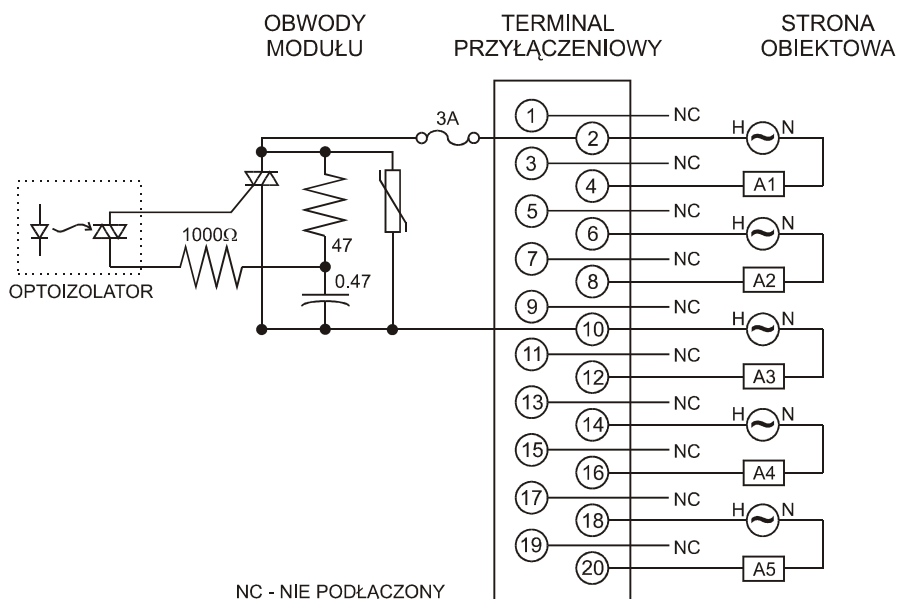 OBWODY
MODUŁU
TERMINAL
PRZYŁĄCZENIOWY
STRONA
OBIEKTOWA
3A
1
NC
2
H
N
3
NC
4
A1
5
NC
6
H
N
7
NC
8
A2
9
NC
10
H
N
11
NC
12
A3
13
NC
14
H
N
15
NC
16
A4
17
NC
18
H
N
19
NC
20
A5
1000Ω
47
0.47
OPTOIZOLATOR
NC - NIE PODŁACZONY